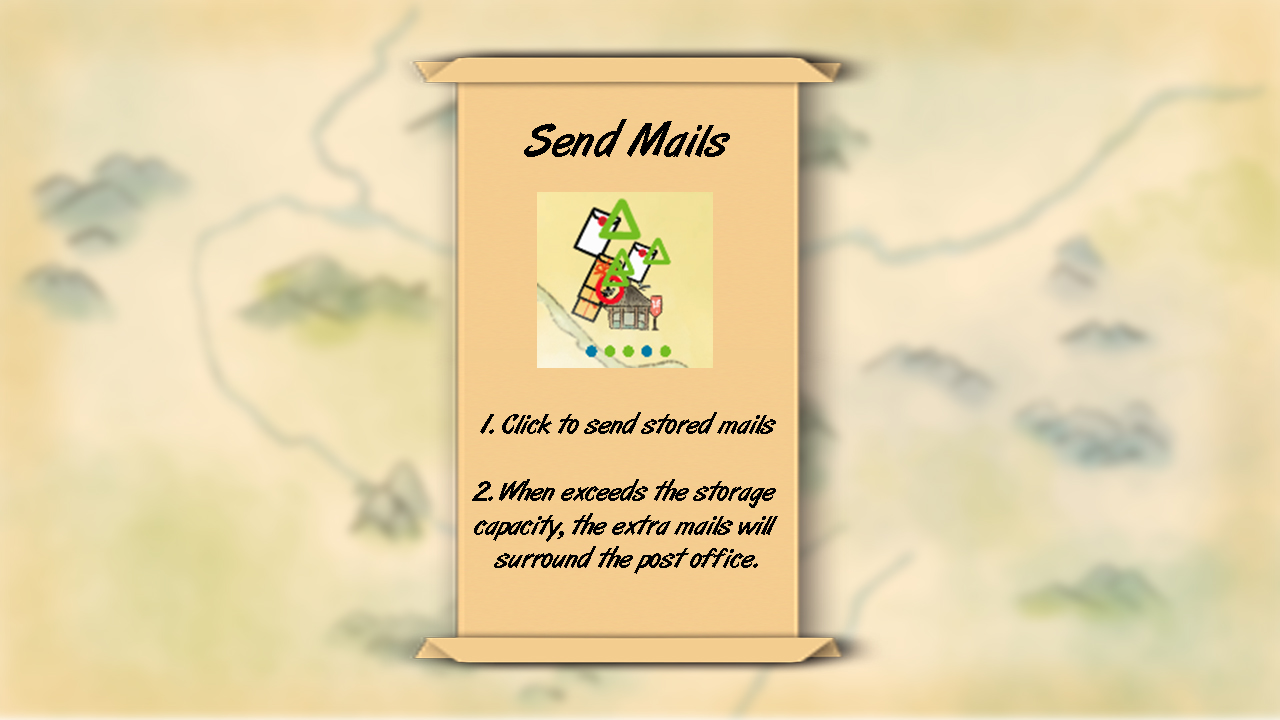 Send Mails
1. Click to send stored mails
2. When exceeds the storage
capacity, the extra mails will
surround the post office.